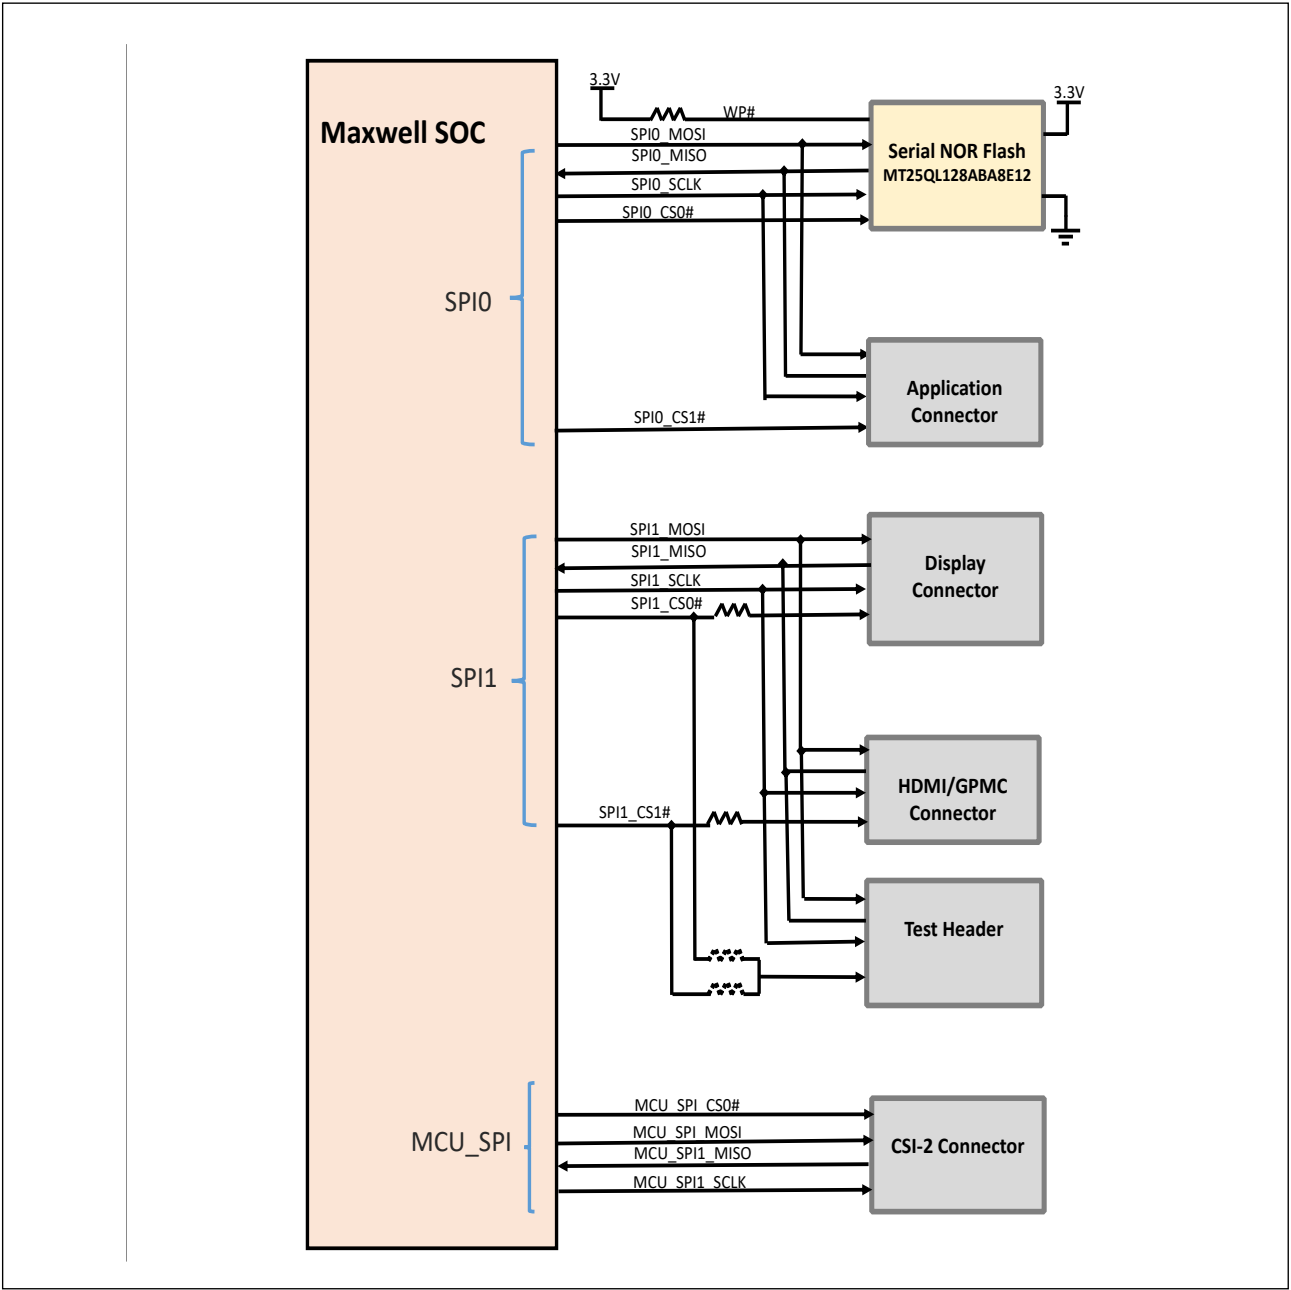 3.3V
3.3V
WP#
Maxwell SOC
SPI0_MOSI
SPI0_MISO
SPI0_SCLK
SPI0_CS0#
Serial NOR Flash
MT25QL128ABA8E12
SPI0
Application
Connector
SPI0_CS1#
SPI1_MOSI
SPI1_MISO
SPI1_SCLK
SPI1_CS0#
Display
Connector
SPI1
HDMI/GPMC
Connector
SPI1_CS1#
Test Header
MCU_SPI_CS0#
MCU_SPI_MOSI
MCU_SPI1_MISO
MCU_SPI1_SCLK
MCU_SPI
CSI-2 Connector